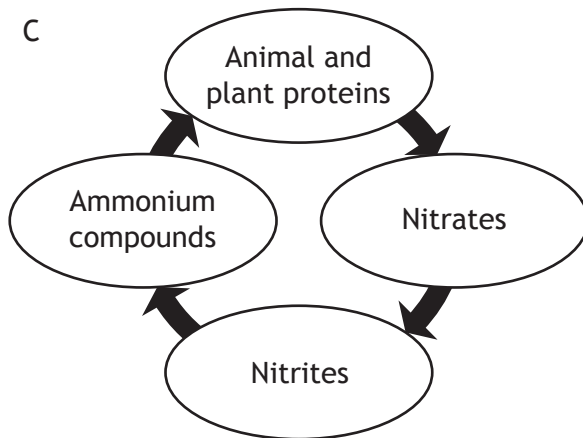 C
Animal and
plant proteins
Ammonium
compounds
Nitrates
Nitrites